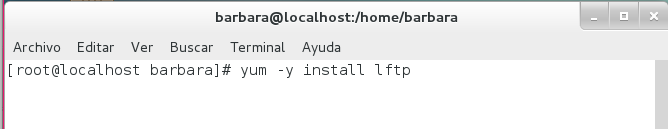 barbara@localhost:/home/barbara
Archivo Editar Ver Buscar Terminal Ayuda
[root@localhost barbara]# yum -y install lftp